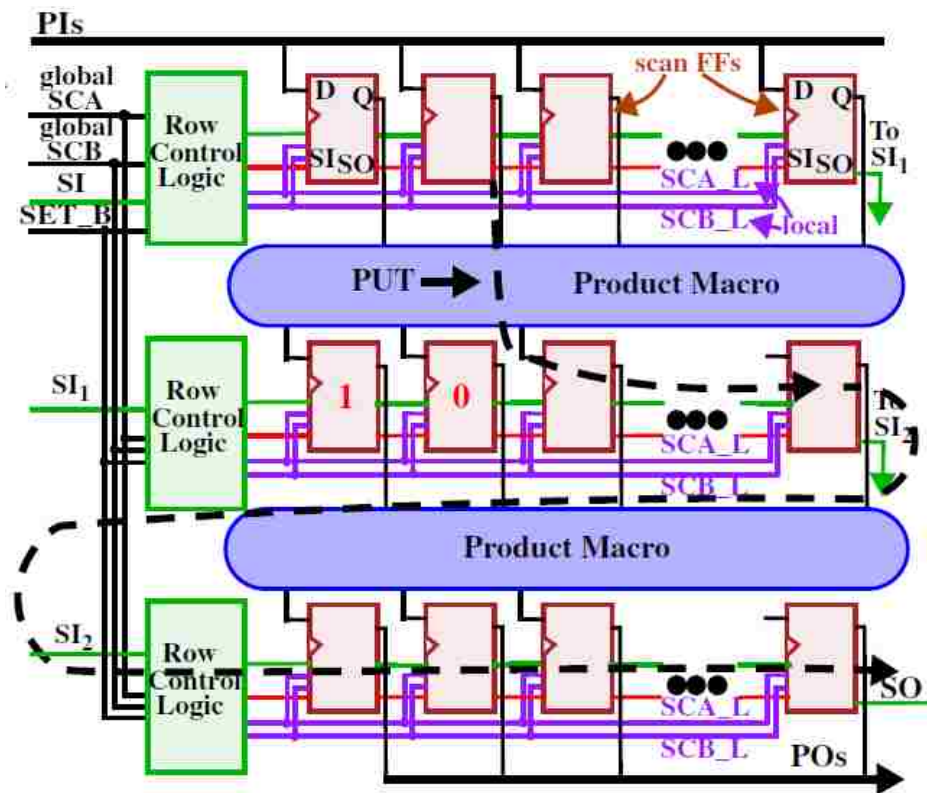 PIs
global
SCA
global
SCB
SI
SET_B
Row
Control
Logic
D Q
SI SO
scan FFs
D Q
SI SO
To
SI1
SCA_L
SCB_L
local
PUT
Product Macro
SI1
Row
Control
Logic
1
0
To
SI2
SCA_L
SCB_L
Product Macro
SI2
Row
Control
Logic
SCA_L
SCB_L
SO
POs